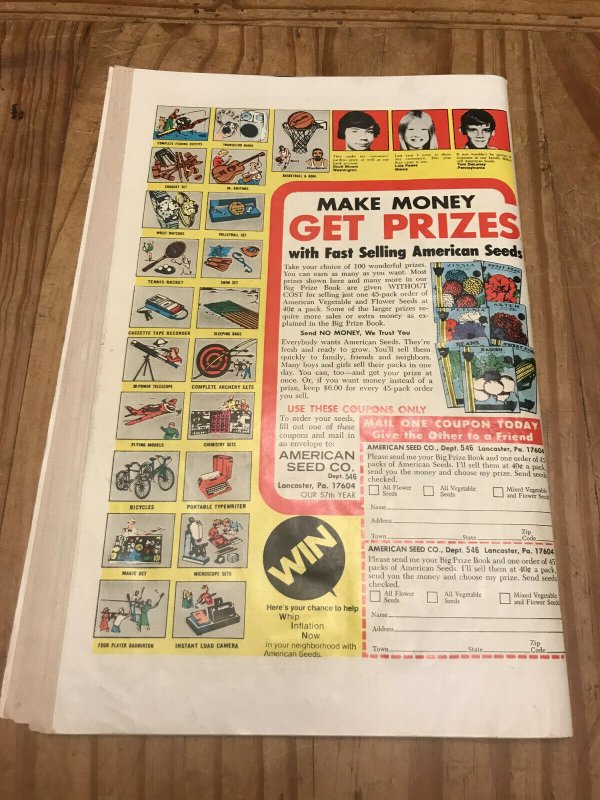 COMPLETE FISHING OUTFITS
TRANSISTOR RADIO
BASKETBALL & GOAL
Washington
Maine
Pennsylvania
CROQUET SET
WRIST WATCHES
VOLLEYBALL SET
TENNIS RACKET
SWIM SET
CASSETTE TAPE RECORDER
SLEEPING BAGS
30 POWER TELESCOPE
COMPLETE ARCHERY SETS
FLYING MODELS
CHEMISTRY SETS
BICYCLES
PORTABLE TYPEWRITER
MAGIC SET
MICROSCOPE SETS
FOUR PLAYER BADMINTON
INSTANT LOAD CAMERA
MAKE MONEY
GET PRIZES
with Fast Selling American Seeds
Take your choice of 100 wonderful prizes.
You can earn as many as you want. Most
prizes shown here and many more in our
Big Prize Book are given WITHOUT
COST for selling just one 45-pack order of
American Vegetable and Flower Seeds at
40¢ a pack. Some of the larger prizes re-
quire more sales or extra money as ex-
plained in the Big Prize Book.
Send NO MONEY, We Trust You
Everybody wants American Seeds. They're
fresh and ready to grow. You'll sell them
quickly to family, friends and neighbors.
Many boys and girls sell their packs in one
day. You can, too—and get your prize at
once. Or, if you want money instead of a
prize, keep $6.00 for every 45-pack order
you sell.
ZINNIA
BEANS
RADISHES
USE THESE COUPONS ONLY
To order your seeds,
fill out one of these
coupons and mail in
an envelope to:
AMERICAN
SEED CO.
Dept. 546
Lancaster, Pa. 17604
OUR 57th YEAR
WIN
Here's your chance to help
Whip
Inflation
Now
in your neighborhood with
American Seeds.
MAIL ONE COUPON TODAY
Give the Other to a Friend
AMERICAN SEED CO., Dept. 546 Lancaster, Pa. 17604
Please send me your Big Prize Book and one order of 45
packs of American Seeds. I'll sell them at 40¢ a pack,
send you the money and choose my prize. Send seeds
checked.
All Flower Seeds
All Vegetable Seeds
Mixed Vegetable and Flower Seeds
Name
Address
Town State Zip Code
AMERICAN SEED CO., Dept. 546 Lancaster, Pa. 17604
Please send me your Big Prize Book and one order of 45
packs of American Seeds. I'll sell them at 40¢ a pack,
send you the money and choose my prize. Send seeds
checked.
All Flower Seeds
All Vegetable Seeds
Mixed Vegetable and Flower Seeds
Name
Address
Town State Zip Code